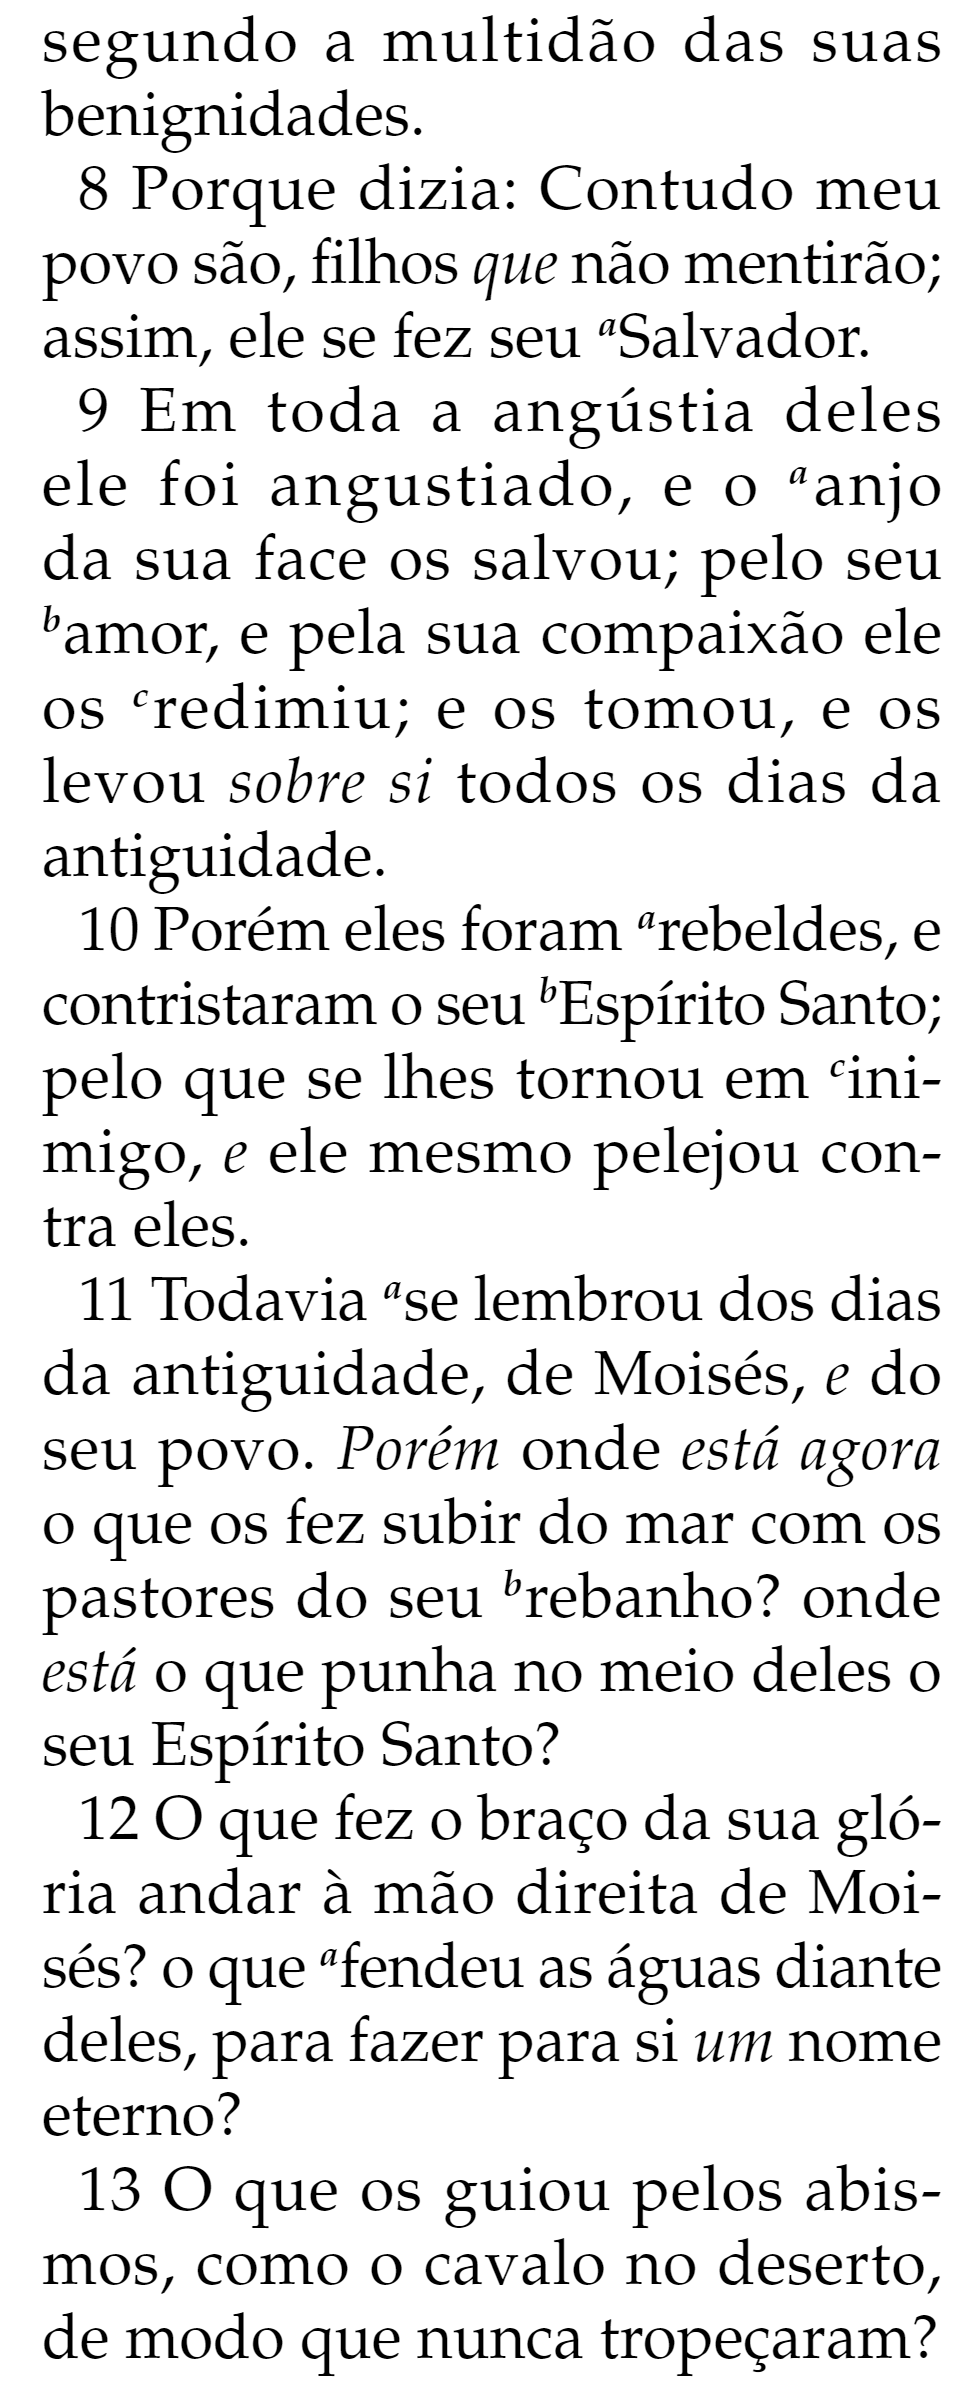 segundo a multidão das suas
benignidades.
8 Porque dizia: Contudo meu
povo são, filhos que não mentirão;
assim, ele se fez seu aSalvador.
9 Em toda a angústia deles
ele foi angustiado, e o aanjo
da sua face os salvou; pelo seu
bamor, e pela sua compaixão ele
os credimiu; e os tomou, e os
levou sobre si todos os dias da
antiguidade.
10 Porém eles foram arebeldes, e
contristaram o seu bEspírito Santo;
pelo que se lhes tornou em cini-
migo, e ele mesmo pelejou con-
tra eles.
11 Todavia ase lembrou dos dias
da antiguidade, de Moisés, e do
seu povo. Porém onde está agora
o que os fez subir do mar com os
pastores do seu brebanho? onde
está o que punha no meio deles o
seu Espírito Santo?
12 O que fez o braço da sua gló-
ria andar à mão direita de Moi-
sés? o que afendeu as águas diante
deles, para fazer para si um nome
eterno?
13 O que os guiou pelos abis-
mos, como o cavalo no deserto,
de modo que nunca tropeçaram?